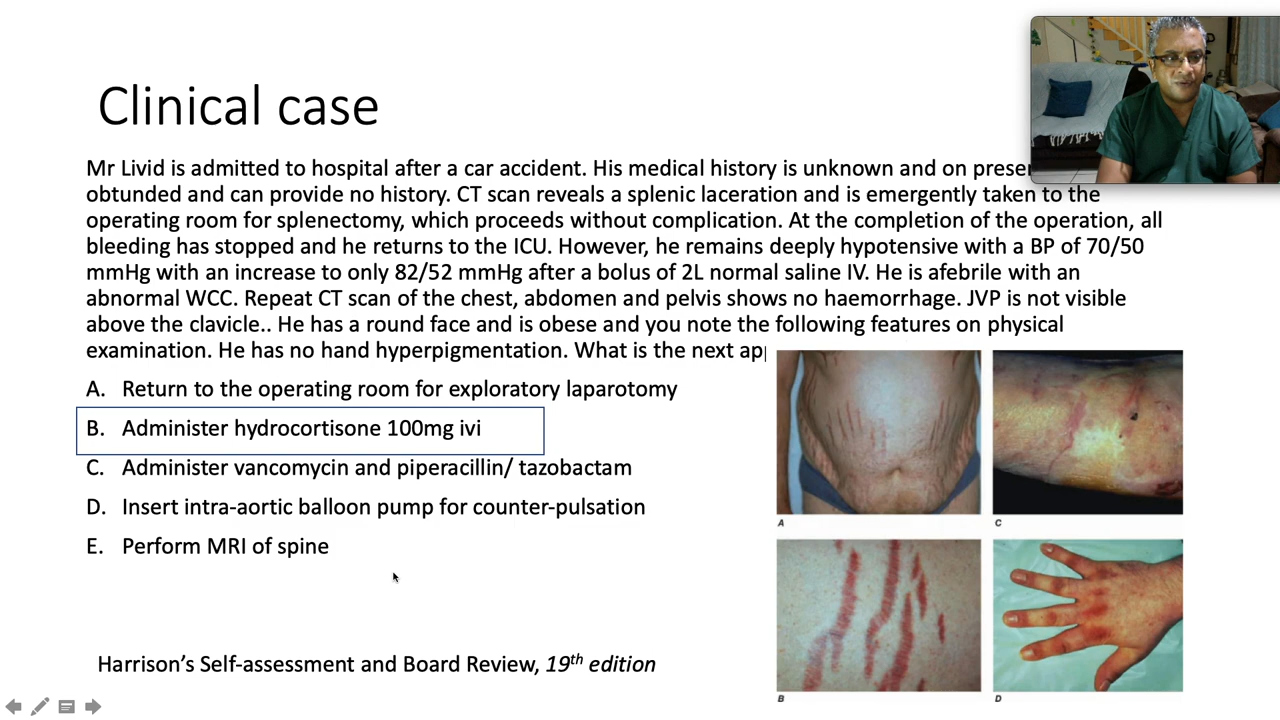 Clinical case
Mr Livid is admitted to hospital after a car accident. His medical history is unknown and on
obtunded and can provide no history. CT scan reveals a splenic laceration and is emergently taken to the
operating room for splenectomy, which proceeds without complication. At the completion of the operation, all
bleeding has stopped and he returns to the ICU. However, he remains deeply hypotensive with a BP of 70/50
mmHg with an increase to only 82/52 mmHg after a bolus of 2L normal saline IV. He is afebrile with an
abnormal WCC. Repeat CT scan of the chest, abdomen and pelvis shows no haemorrhage. JVP is not visible
above the clavicle.. He has a round face and is obese and you note the following features on physical
examination. He has no hand hyperpigmentation. What is the next
A. Return to the operating room for exploratory laparotomy
B. Administer hydrocortisone 100mg ivi
C. Administer vancomycin and piperacillin/ tazobactam
D. Insert intra-aortic balloon pump for counter-pulsation
E. Perform MRI of spine
A
C
B
D
Harrison's Self-assessment and Board Review, 19th edition